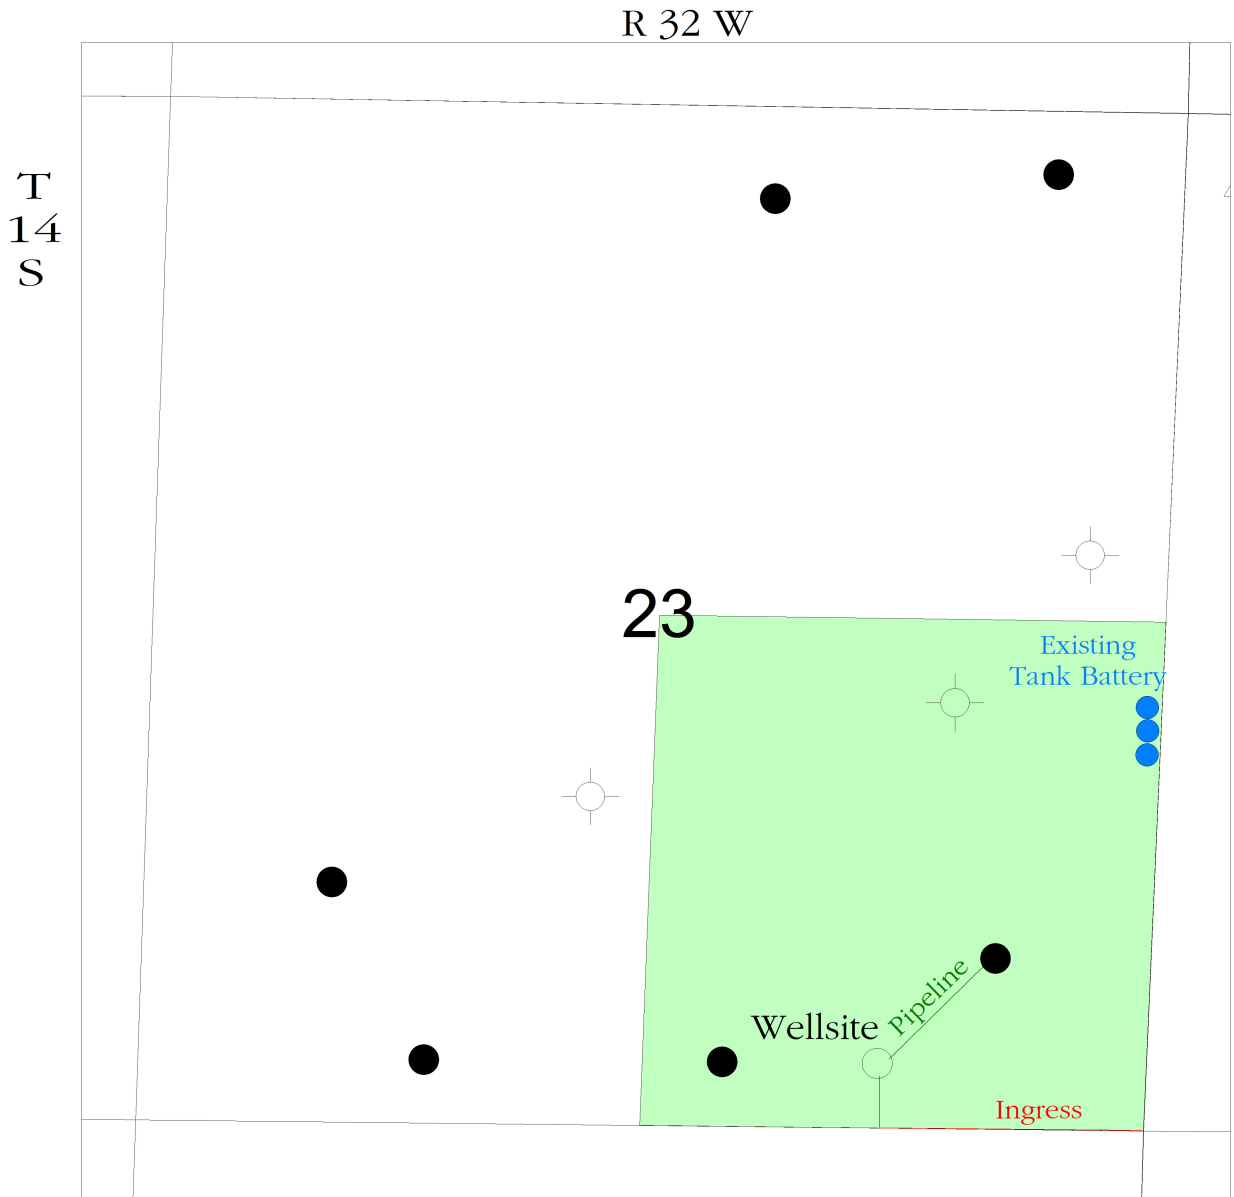 R 32 W
T
14
S
23
Existing
Tank Battery
Pipeline
Wellsite
Ingress